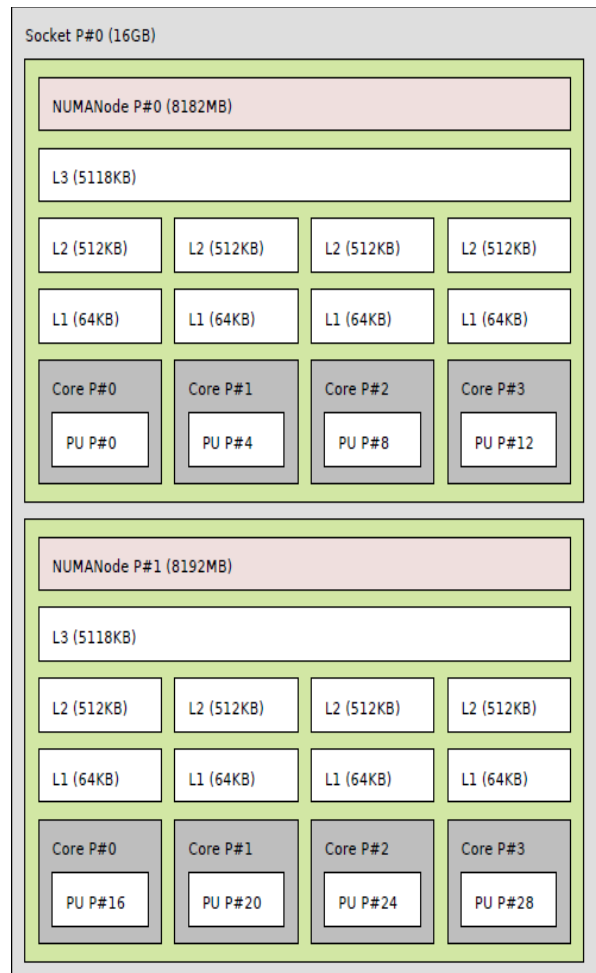 Socket P#0 (16GB)
NUMANode P#0 (8182MB)
L3 (5118KB)
L2 (512KB) L2 (512KB) L2 (512KB) L2 (512KB)
L1 (64KB) L1 (64KB) L1 (64KB) L1 (64KB)
Core P#0 Core P#1 Core P#2 Core P#3
PU P#0 PU P#4 PU P#8 PU P#12
NUMANode P#1 (8192MB)
L3 (5118KB)
L2 (512KB) L2 (512KB) L2 (512KB) L2 (512KB)
L1 (64KB) L1 (64KB) L1 (64KB) L1 (64KB)
Core P#0 Core P#1 Core P#2 Core P#3
PU P#16 PU P#20 PU P#24 PU P#28